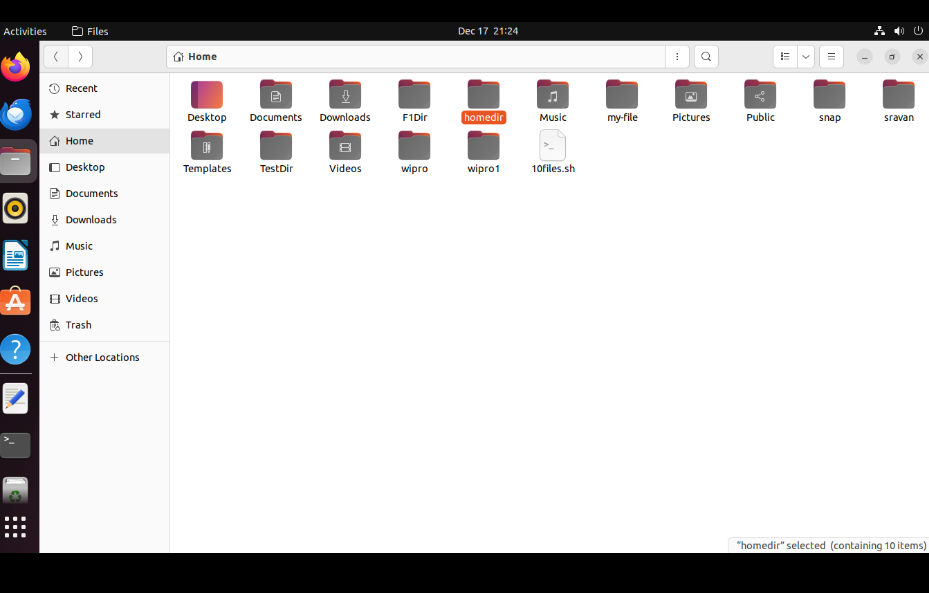 Activities Files Dec 17 21:24
Home
Recent
Starred
Home
Desktop
Documents
Downloads
Music
Pictures
Videos
Trash
Other Locations
Desktop Documents Downloads F1Dir homedir Music my-file Pictures Public snap sravan
Templates TestDir Videos wipro wipro1 10files.sh
"homedir" selected (containing 10 items)